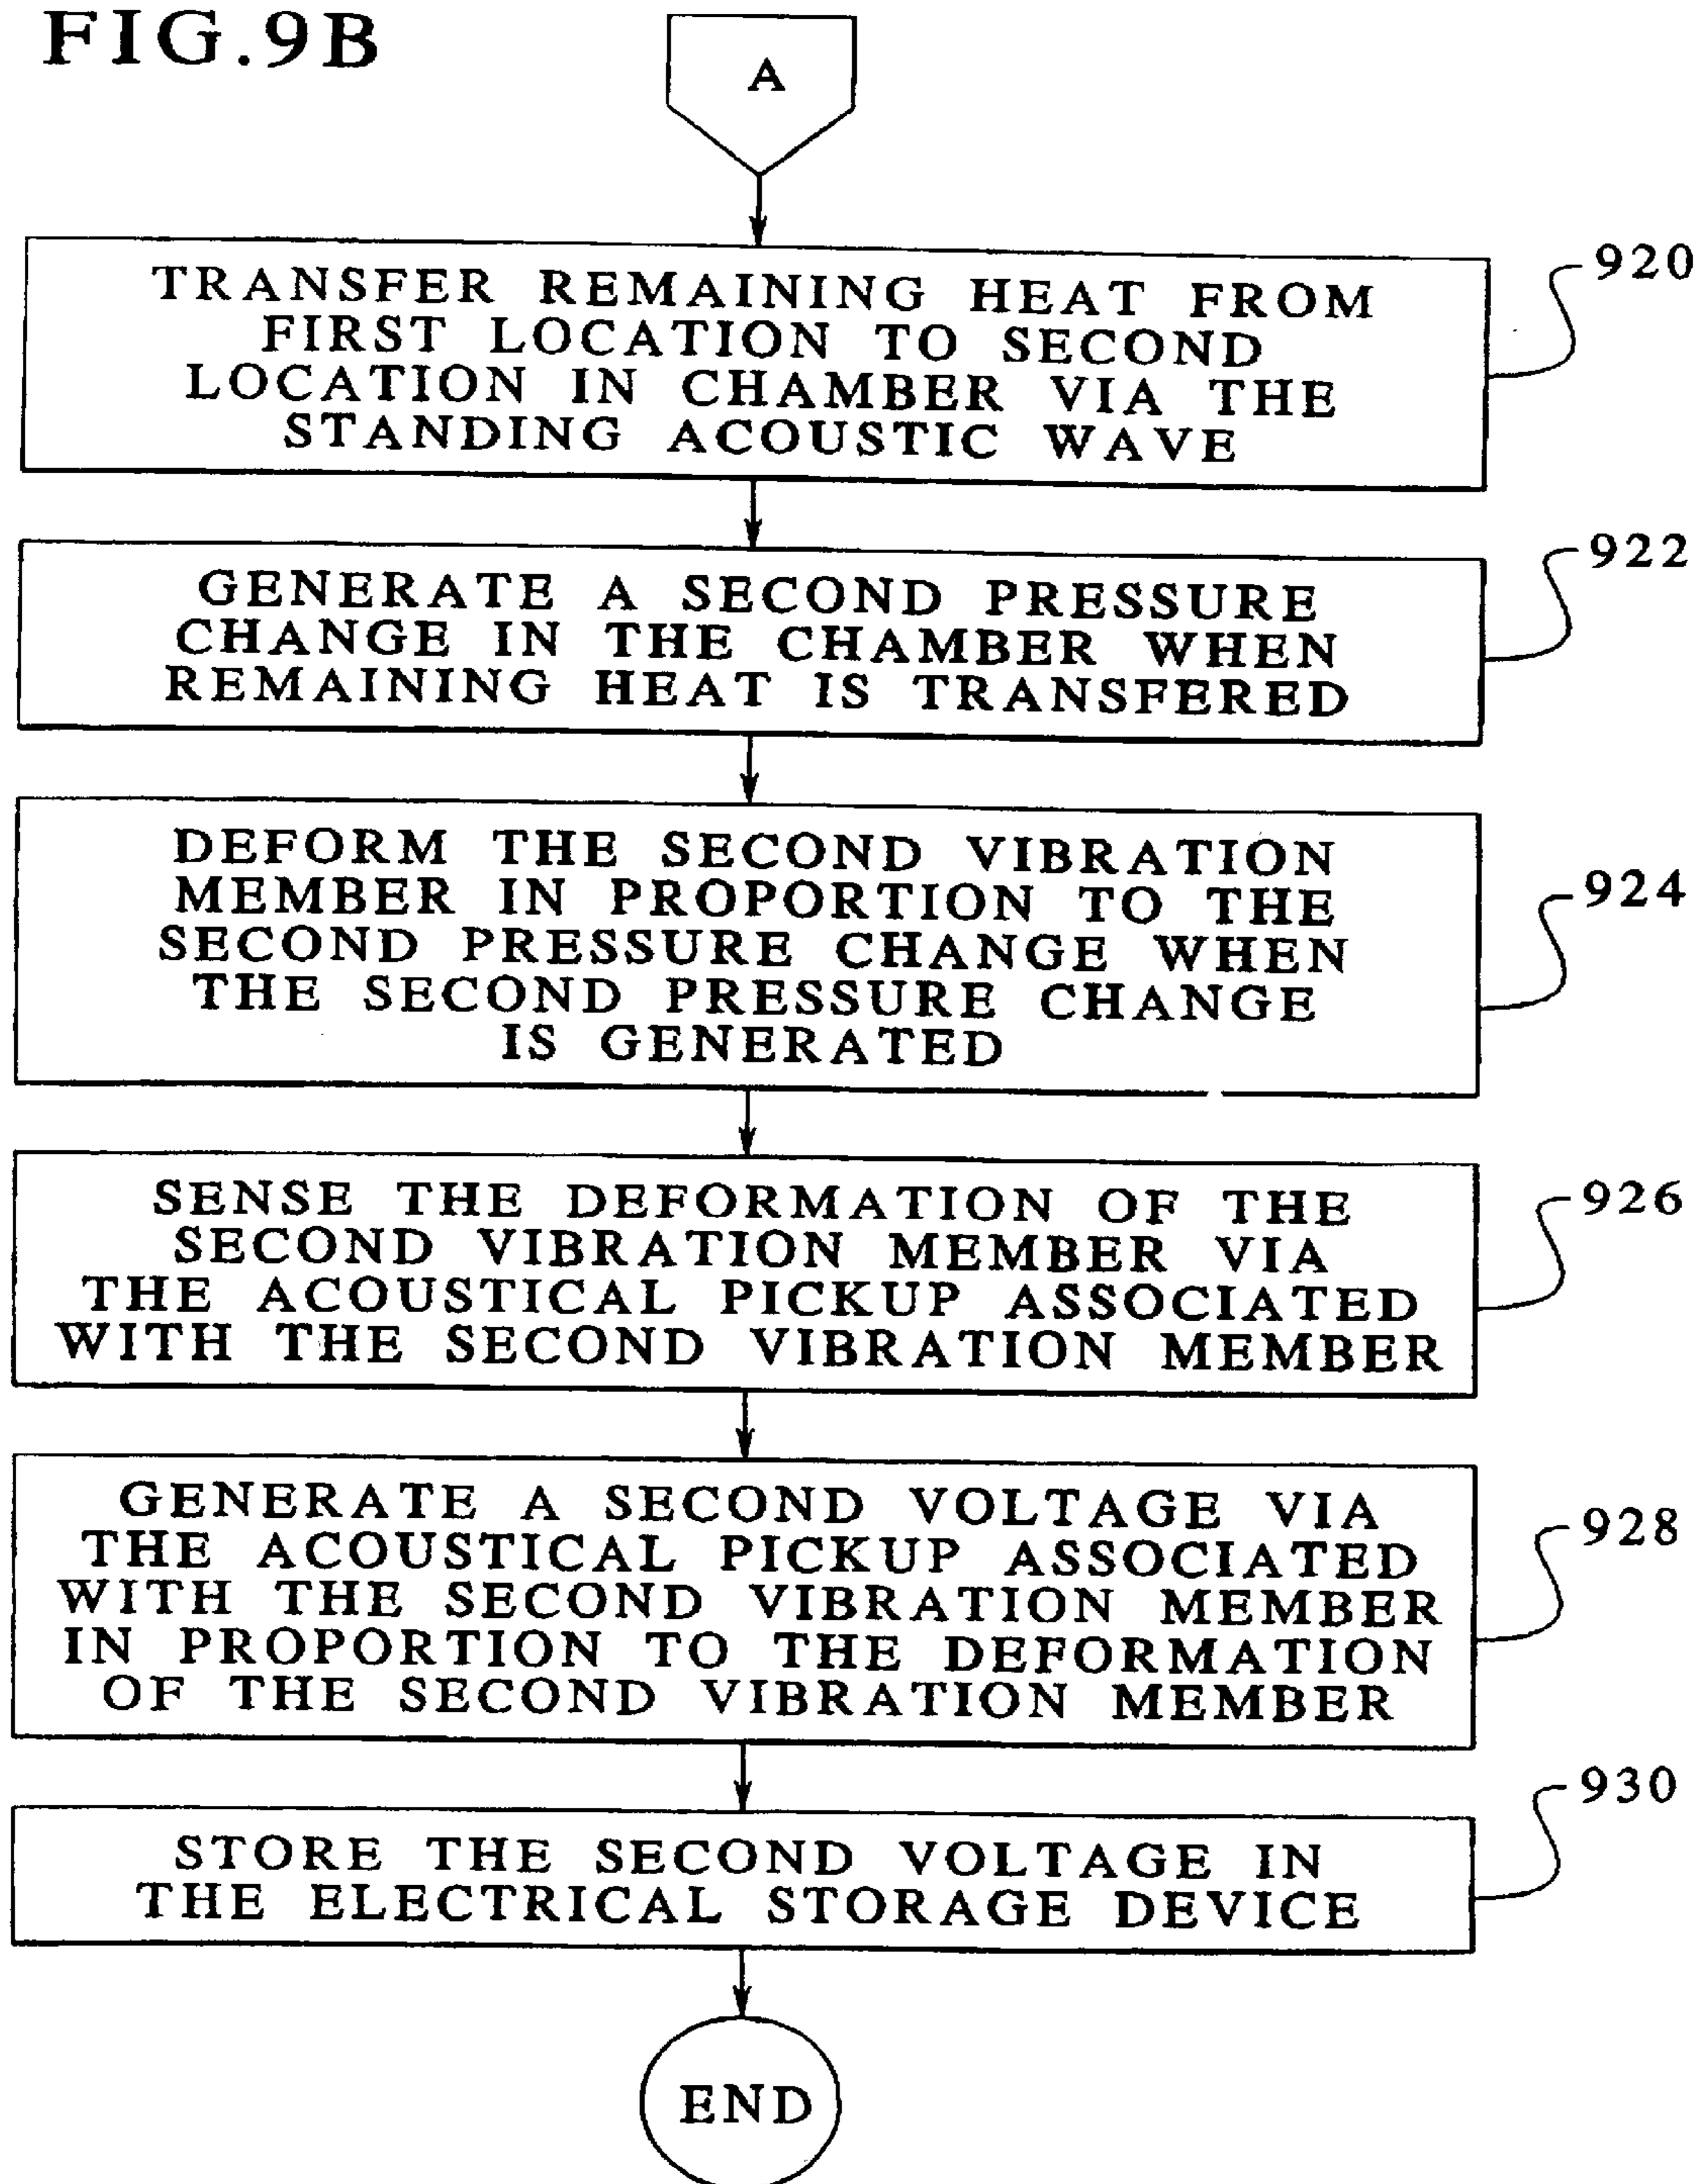 FIG.9B
A
TRANSFER REMAINING HEAT FROM
FIRST LOCATION TO SECOND
LOCATION IN CHAMBER VIA THE
STANDING ACOUSTIC WAVE
920
GENERATE A SECOND PRESSURE
CHANGE IN THE CHAMBER WHEN
REMAINING HEAT IS TRANSFERED
922
DEFORM THE SECOND VIBRATION
MEMBER IN PROPORTION TO THE
SECOND PRESSURE CHANGE WHEN
THE SECOND PRESSURE CHANGE
IS GENERATED
924
SENSE THE DEFORMATION OF THE
SECOND VIBRATION MEMBER VIA
THE ACOUSTICAL PICKUP ASSOCIATED
WITH THE SECOND VIBRATION MEMBER
926
GENERATE A SECOND VOLTAGE VIA
THE ACOUSTICAL PICKUP ASSOCIATED
WITH THE SECOND VIBRATION MEMBER
IN PROPORTION TO THE DEFORMATION
OF THE SECOND VIBRATION MEMBER
928
STORE THE SECOND VOLTAGE IN
THE ELECTRICAL STORAGE DEVICE
930
END